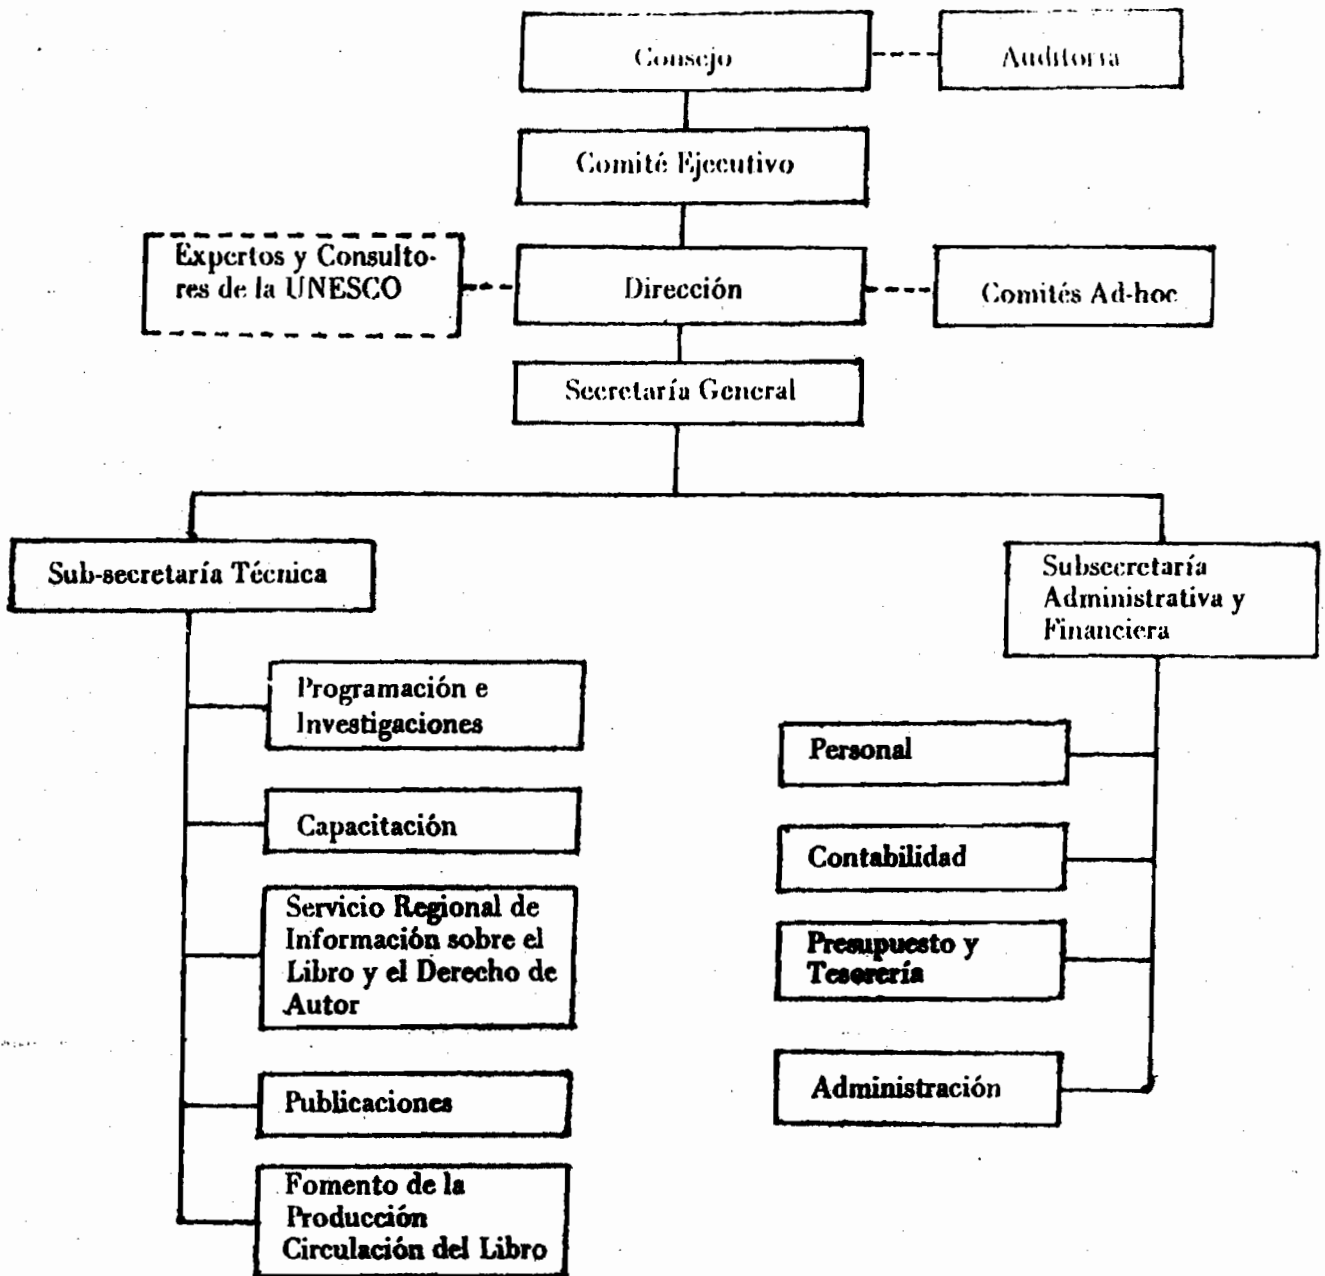 Consejo
Auditoría
Comité Ejecutivo
Expertos y Consulto-
res de la UNESCO
Dirección
Comités Ad-hoc
Secretaría General
Sub-secretaría Técnica
Subsecretaría
Administrativa y
Financiera
Programación e
Investigaciones
Capacitación
Servicio Regional de
Información sobre el
Libro y el Derecho de
Autor
Publicaciones
Fomento de la
Producción
Circulación del Libro
Personal
Contabilidad
Presupuesto y
Tesorería
Administración